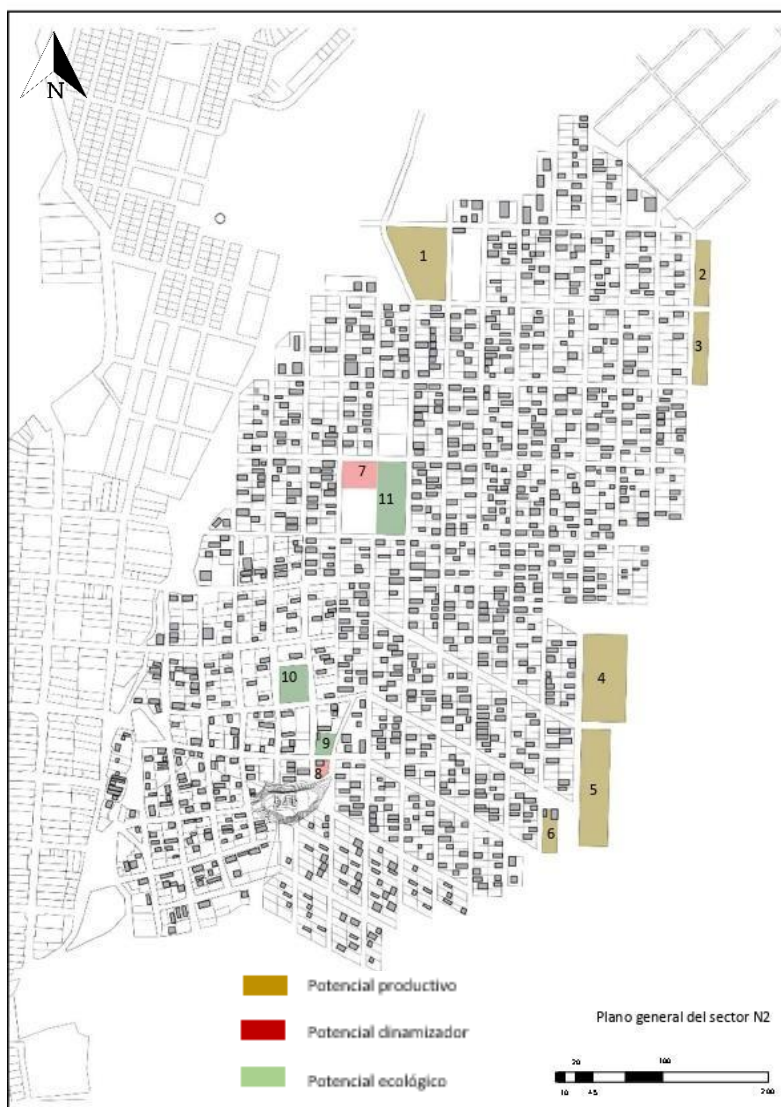 N
1
2
3
7
11
4
10
9
8
5
6
Potencial productivo
Plano general del sector N2
Potencial dinamizador
Potencial ecológico
20 100
10 45 200